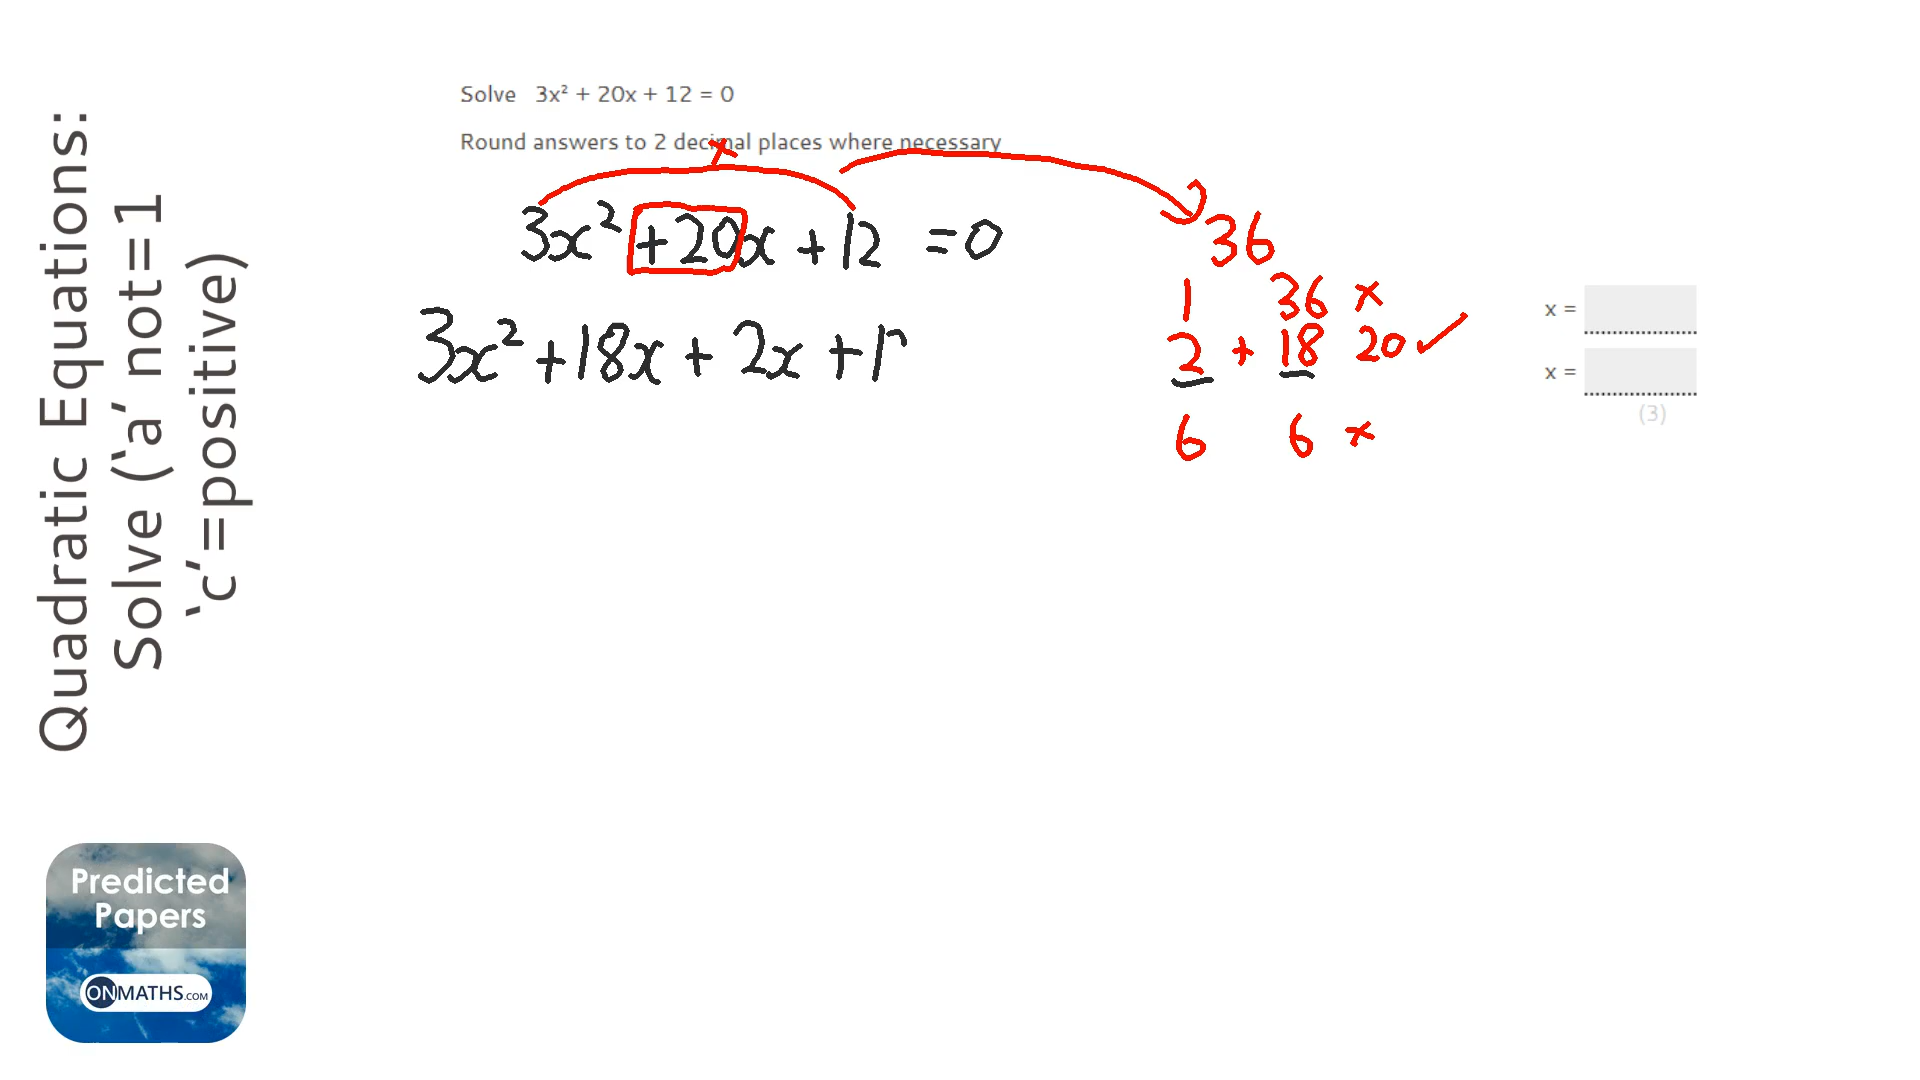 Quadratic Equations:
Solve (‘a’ not=1
‘c’=positive)
Solve 3x² + 20x + 12 = 0
Round answers to 2 decimal places where necessary
x
3x² +20x +12 =0
36
1 36 x
3x² +18x + 2x +1
2 + 18 20 ✓
6 6 x
x =
x =
(3)
Predicted
Papers
ONMATHS.COM